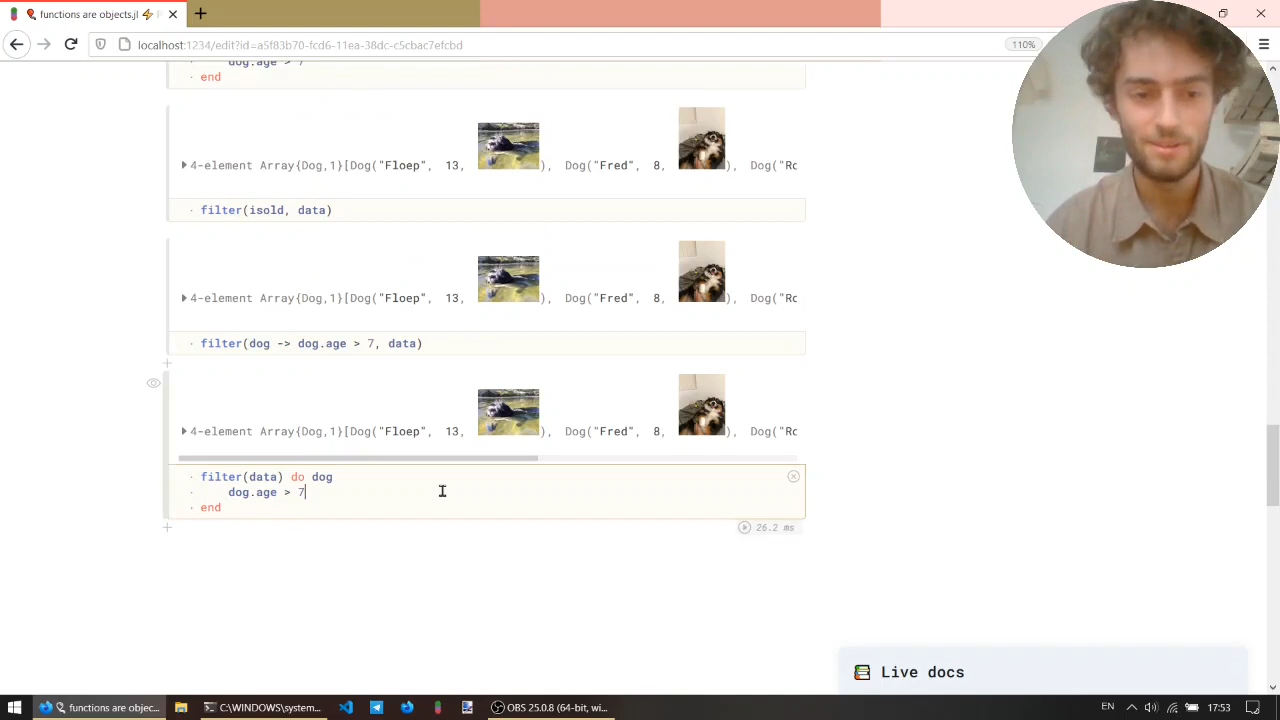 functions are objects.jl
localhost:1234/edit?id=a5f83b70-fcd6-11ea-38dc-c5cbac7efcbd
110%
dog.age > 7
end
4-element Array{Dog,1}[Dog("Floep", 13, ), Dog("Fred", 8, ), Dog("Ro
filter(isold, data)
4-element Array{Dog,1}[Dog("Floep", 13, ), Dog("Fred", 8, ), Dog("Ro
filter(dog -> dog.age > 7, data)
4-element Array{Dog,1}[Dog("Floep", 13, ), Dog("Fred", 8, ), Dog("Ro
filter(data) do dog
dog.age > 7
end
26.2 ms
Live docs
functions are objec...
C:\WINDOWS\system...
OBS 25.0.8 (64-bit, wi...
EN
17:53